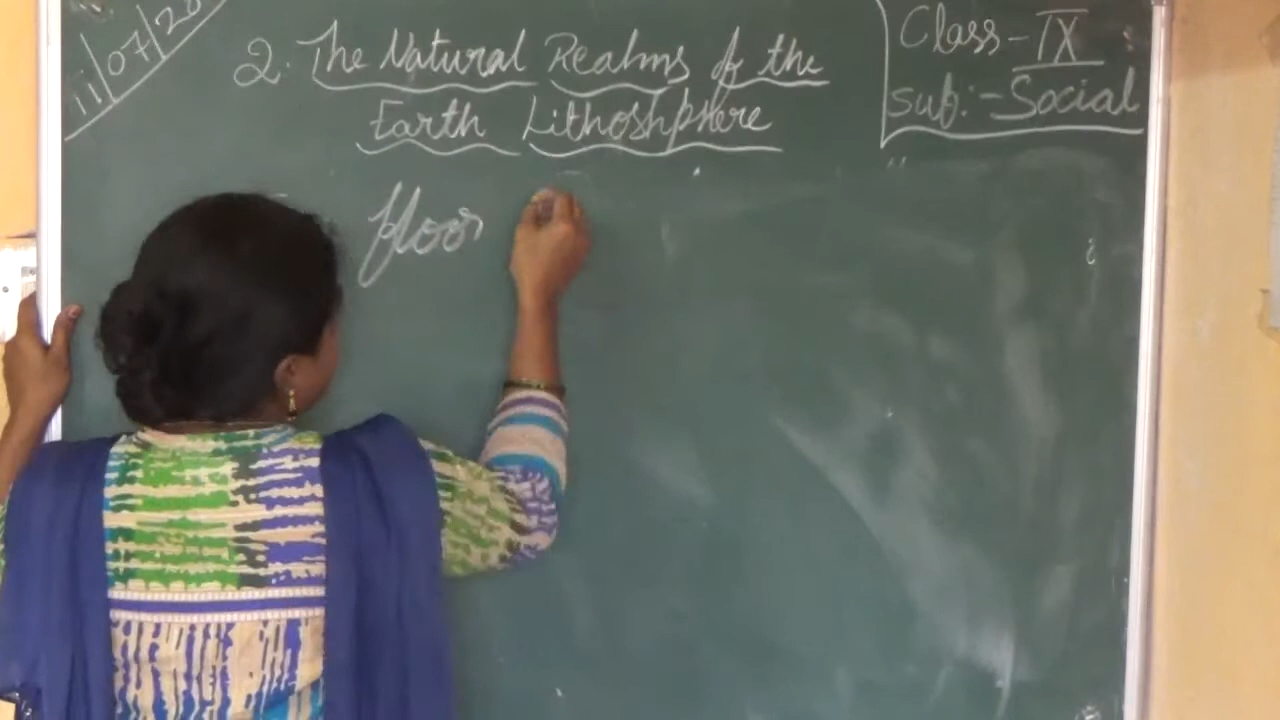 11/07/20
2. The Natural Realms of the
Earth Lithoshphere
Class - IX
Sub:- Social
floor